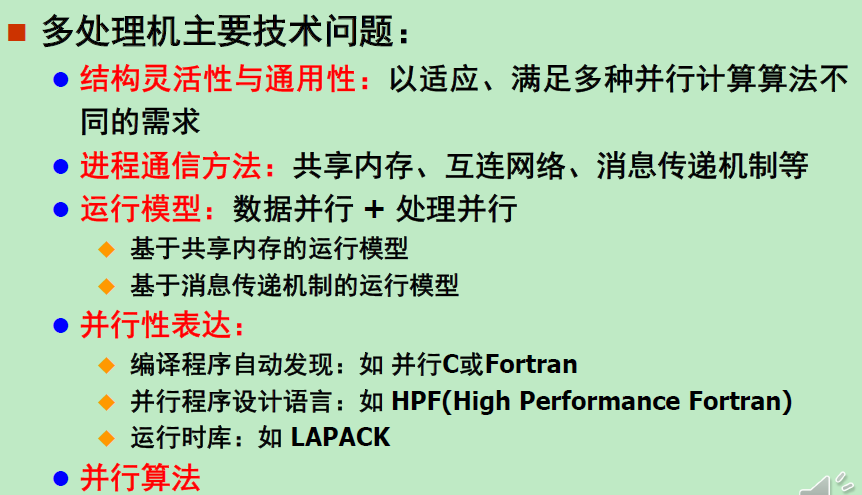 多处理机主要技术问题：
结构灵活性与通用性：以适应、满足多种并行计算算法不
同的需求
进程通信方法：共享内存、互连网络、消息传递机制等
运行模型：数据并行 + 处理并行
基于共享内存的运行模型
基于消息传递机制的运行模型
并行性表达：
编译程序自动发现：如 并行C或Fortran
并行程序设计语言：如 HPF(High Performance Fortran)
运行时库：如 LAPACK
并行算法